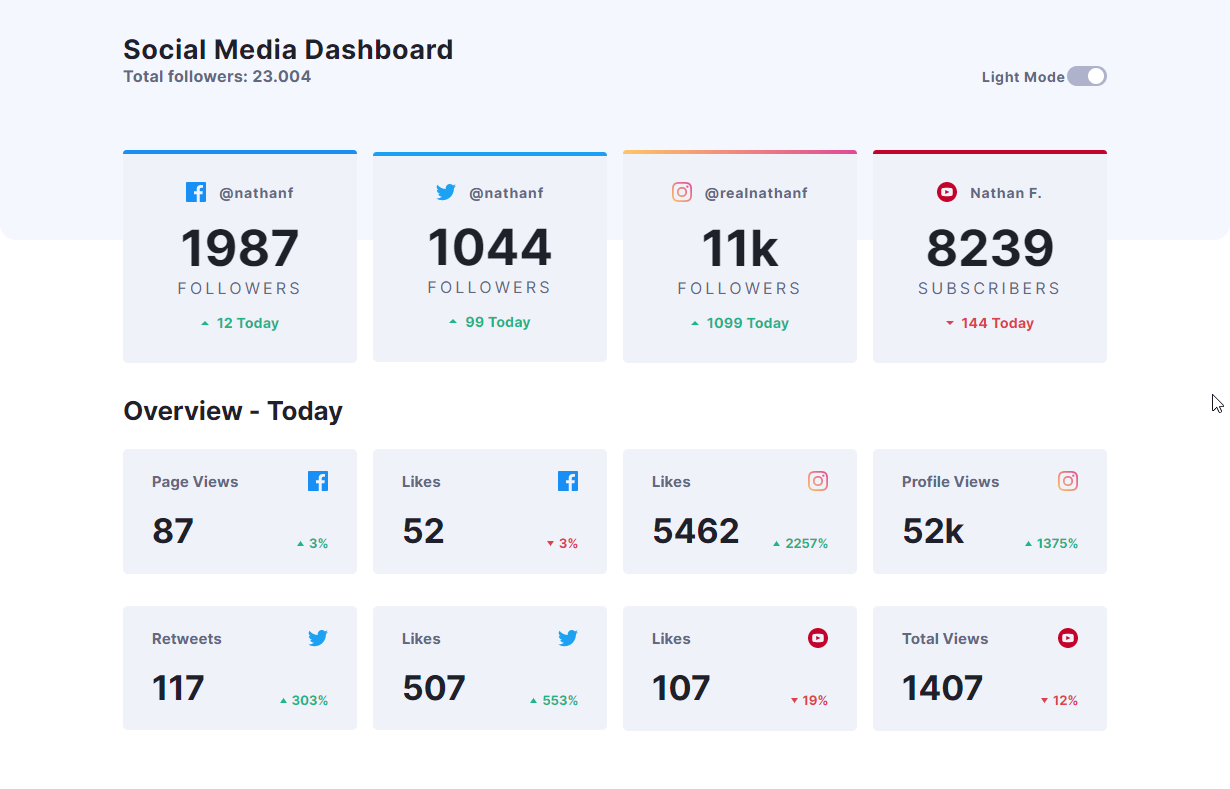 Social Media Dashboard
Total followers: 23.004
Light Mode
@nathanf
1987
FOLLOWERS
12 Today
@nathanf
1044
FOLLOWERS
99 Today
@realnathanf
11k
FOLLOWERS
1099 Today
Nathan F.
8239
SUBSCRIBERS
144 Today
Overview - Today
Page Views
87
3%
Likes
52
3%
Likes
5462
2257%
Profile Views
52k
1375%
Retweets
117
303%
Likes
507
553%
Likes
107
19%
Total Views
1407
12%